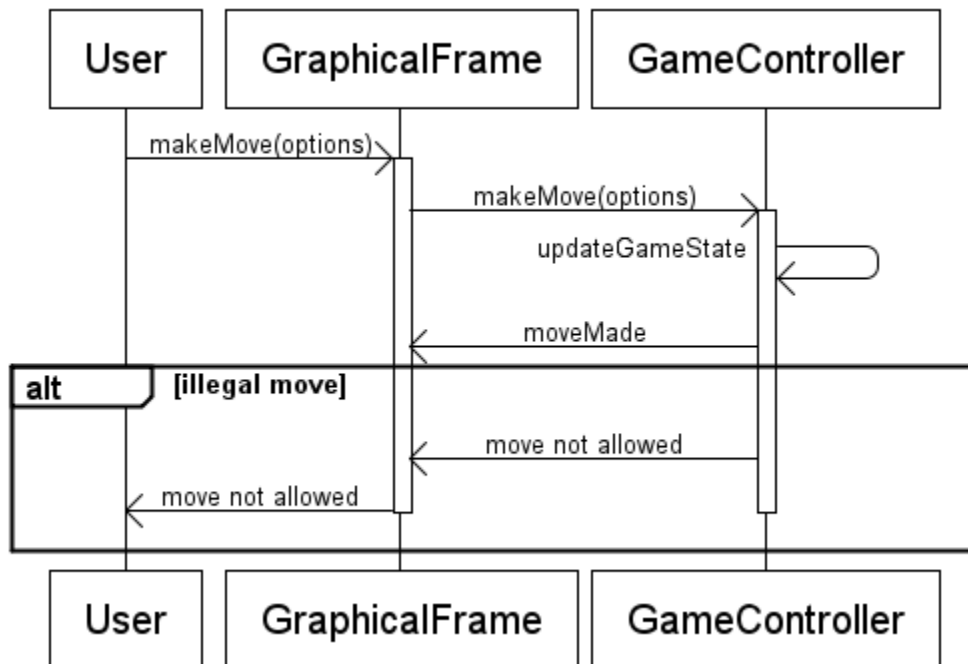 User GraphicalFrame GameController
makeMove(options)
makeMove(options)
updateGameState
moveMade
alt [illegal move]
move not allowed
move not allowed
User GraphicalFrame GameController